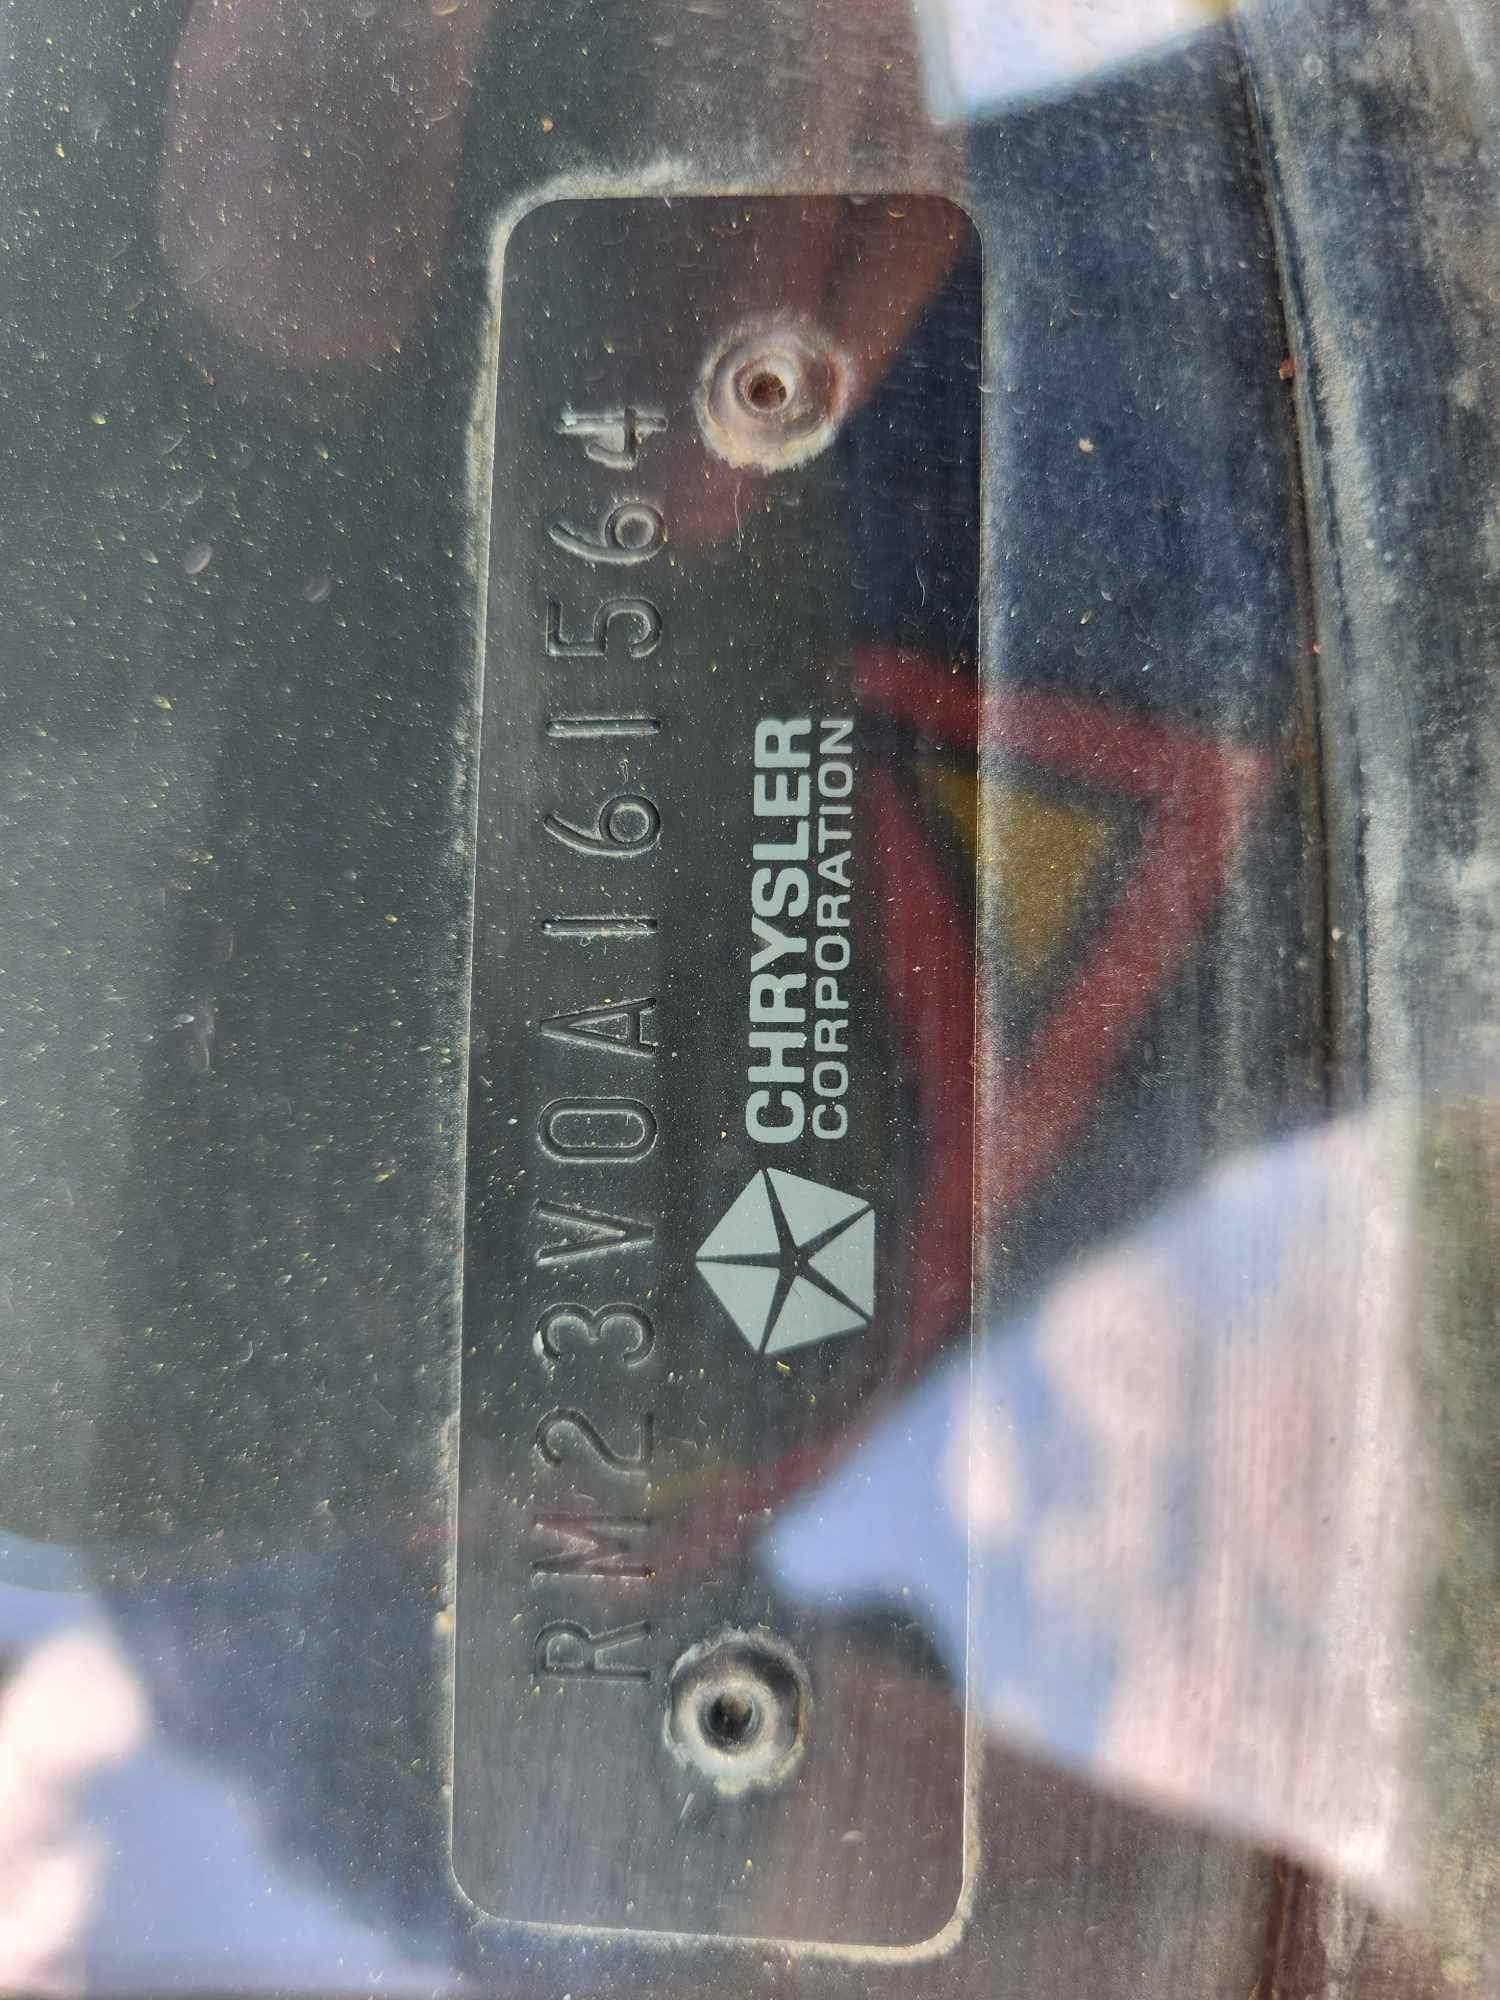 RM23V0A161564
CHRYSLER
CORPORATION